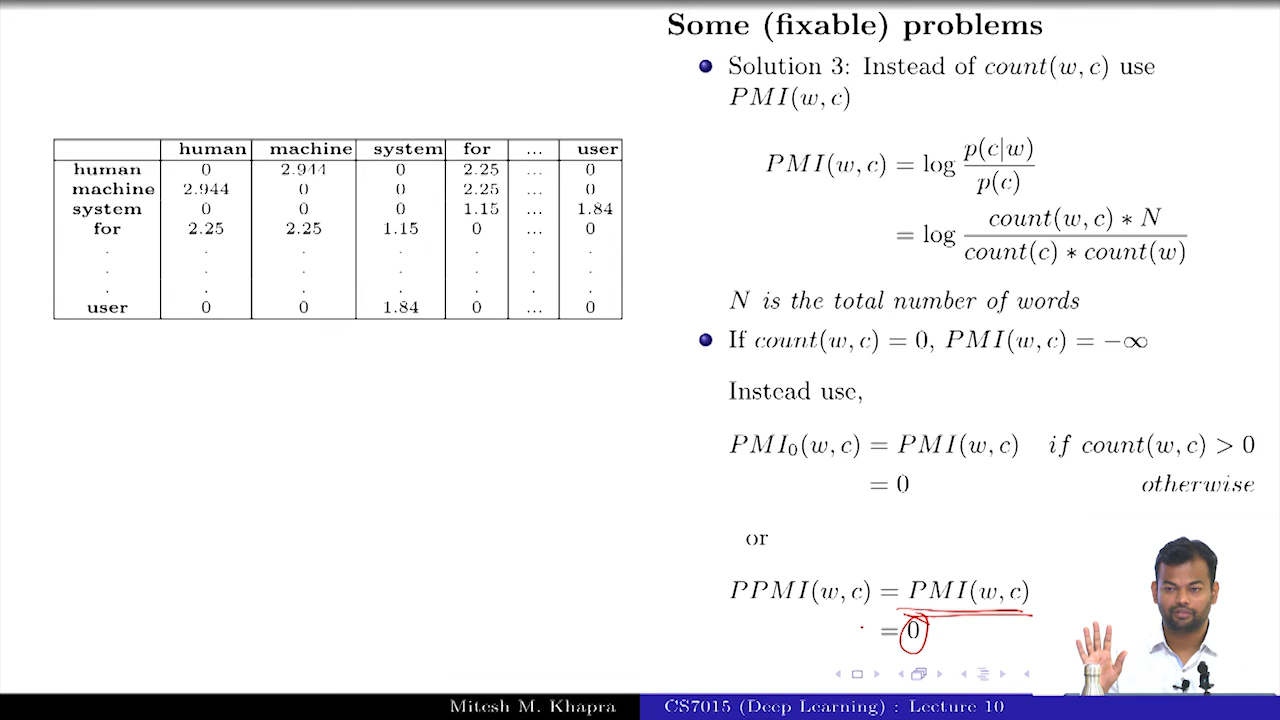 Some (fixable) problems
Solution 3: Instead of count(w, c) use
PMI(w, c)
PMI(w, c) = log p(c|w) / p(c)
= log count(w, c) ∗ N / count(c) ∗ count(w)
N is the total number of words
If count(w, c) = 0, PMI(w, c) = −∞
Instead use,
PMI₀(w, c) = PMI(w, c) if count(w, c) > 0
= 0 otherwise
or
PPMI(w, c) = PMI(w, c)
= 0
human machine system for ... user
human 0 2.944 0 2.25 ... 0
machine 2.944 0 0 2.25 ... 0
system 0 0 0 1.15 ... 1.84
for 2.25 2.25 1.15 0 ... 0
. . . . . . .
. . . . . . .
. . . . . . .
user 0 0 1.84 0 ... 0
Mitesh M. Khapra CS7015 (Deep Learning) : Lecture 10